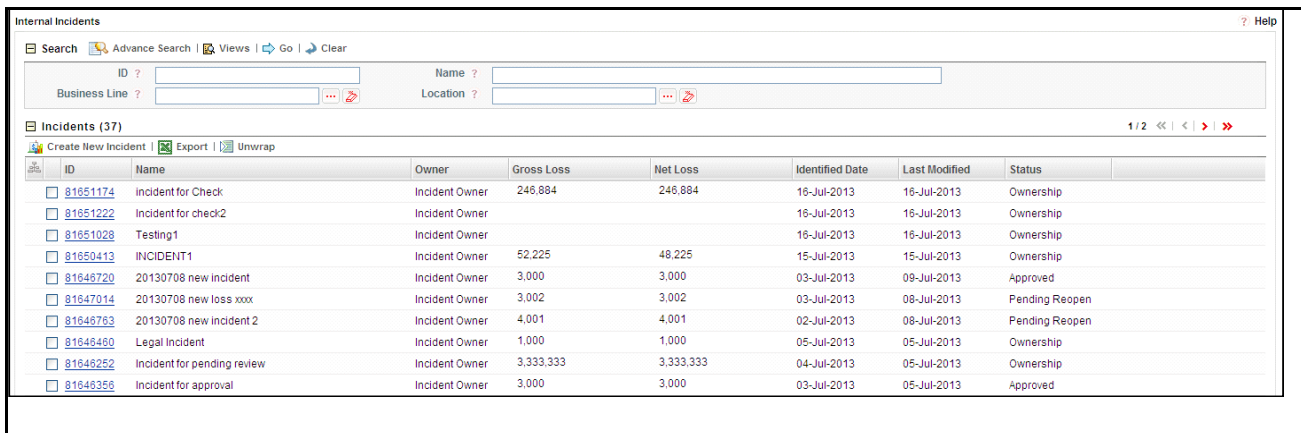 Internal Incidents ? Help
Search Advance Search | Views | Go | Clear
ID ? Name ?
Business Line ? ... Location ? ...
Incidents (37) 1 / 2
Create New Incident | Export | Unwrap
ID Name Owner Gross Loss Net Loss Identified Date Last Modified Status
81651174 incident for Check Incident Owner 246,884 246,884 16-Jul-2013 16-Jul-2013 Ownership
81651222 Incident for check2 Incident Owner 16-Jul-2013 16-Jul-2013 Ownership
81651028 Testing1 Incident Owner 16-Jul-2013 16-Jul-2013 Ownership
81650413 INCIDENT1 Incident Owner 52,225 48,225 15-Jul-2013 15-Jul-2013 Ownership
81646720 20130708 new incident Incident Owner 3,000 3,000 03-Jul-2013 09-Jul-2013 Approved
81647014 20130708 new loss xxxx Incident Owner 3,002 3,002 03-Jul-2013 08-Jul-2013 Pending Reopen
81646763 20130708 new incident 2 Incident Owner 4,001 4,001 02-Jul-2013 08-Jul-2013 Pending Reopen
81646460 Legal Incident Incident Owner 1,000 1,000 05-Jul-2013 05-Jul-2013 Ownership
81646252 Incident for pending review Incident Owner 3,333,333 3,333,333 04-Jul-2013 05-Jul-2013 Ownership
81646356 Incident for approval Incident Owner 3,000 3,000 03-Jul-2013 05-Jul-2013 Approved